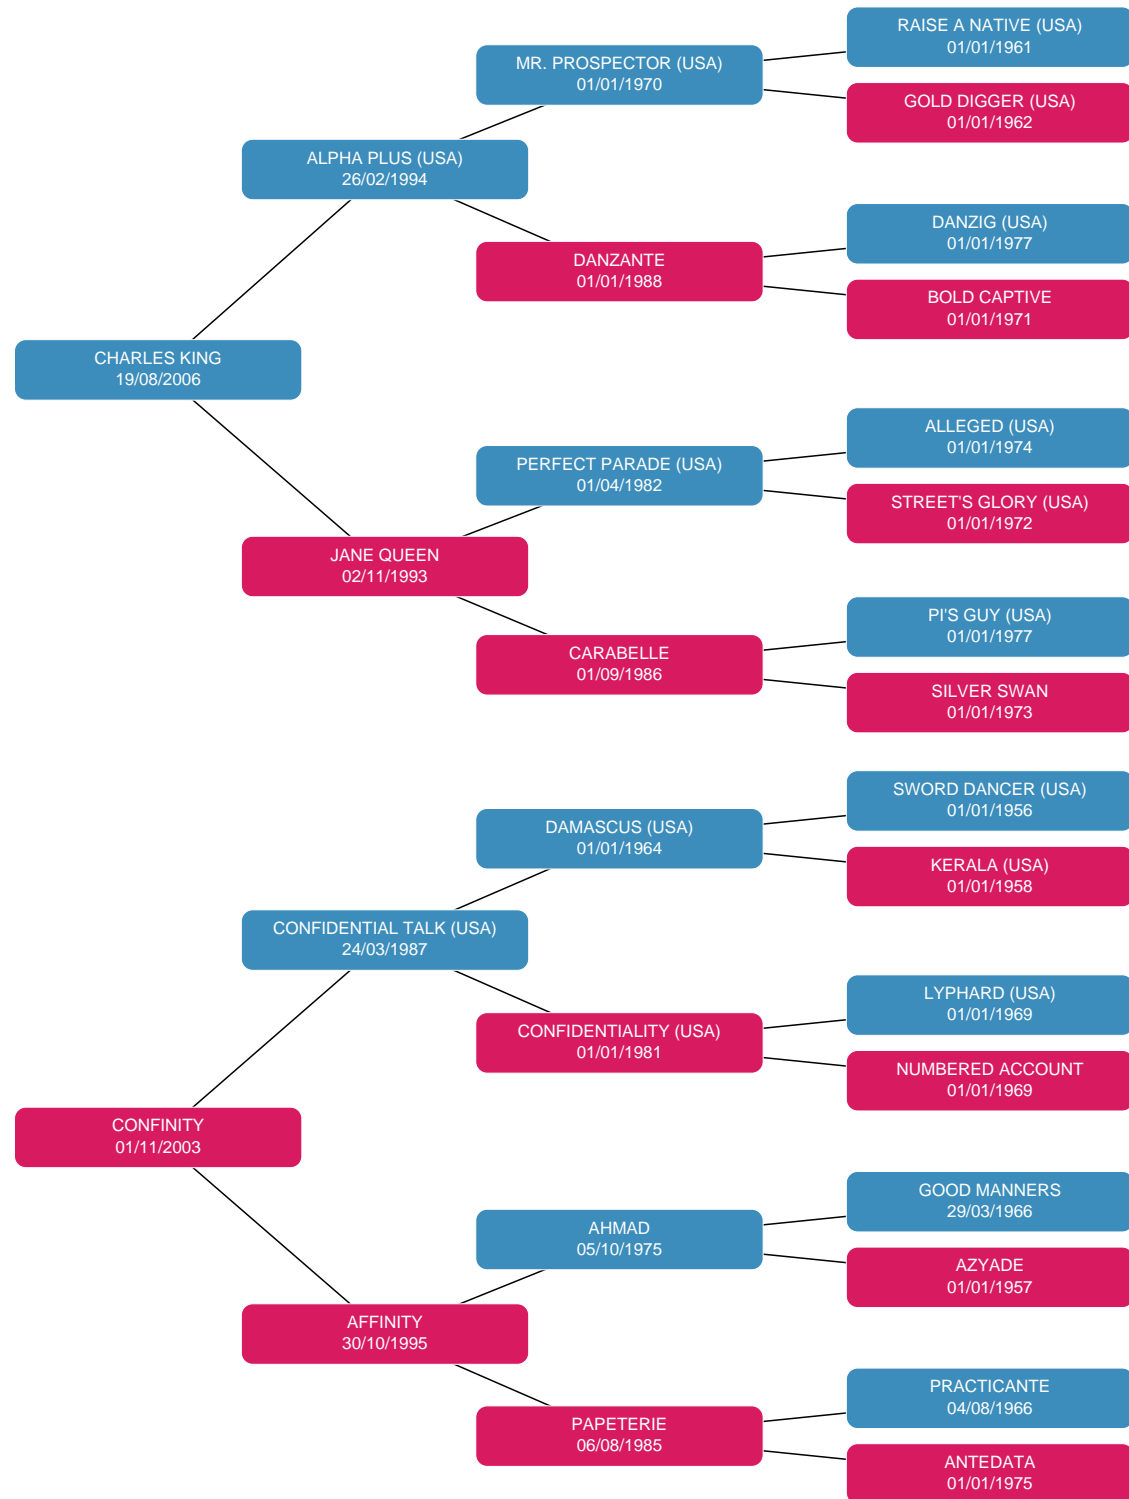 RAISE A NATIVE (USA)
01/01/1961
MR. PROSPECTOR (USA)
01/01/1970
GOLD DIGGER (USA)
01/01/1962
ALPHA PLUS (USA)
26/02/1994
DANZIG (USA)
01/01/1977
DANZANTE
01/01/1988
BOLD CAPTIVE
01/01/1971
CHARLES KING
19/08/2006
ALLEGED (USA)
01/01/1974
PERFECT PARADE (USA)
01/04/1982
STREET'S GLORY (USA)
01/01/1972
JANE QUEEN
02/11/1993
PI'S GUY (USA)
01/01/1977
CARABELLE
01/09/1986
SILVER SWAN
01/01/1973
SWORD DANCER (USA)
01/01/1956
DAMASCUS (USA)
01/01/1964
KERALA (USA)
01/01/1958
CONFIDENTIAL TALK (USA)
24/03/1987
LYPHARD (USA)
01/01/1969
CONFIDENTIALITY (USA)
01/01/1981
NUMBERED ACCOUNT
01/01/1969
CONFINITY
01/11/2003
GOOD MANNERS
29/03/1966
AHMAD
05/10/1975
AZYADE
01/01/1957
AFFINITY
30/10/1995
PRACTICANTE
04/08/1966
PAPETERIE
06/08/1985
ANTEDATA
01/01/1975